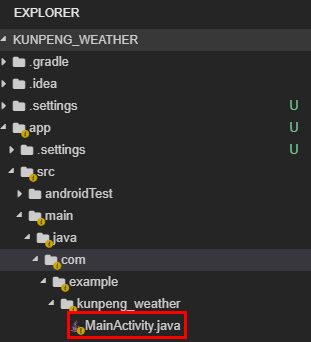 EXPLORER
KUNPENG_WEATHER
.gradle
.idea
.settings U
app U
.settings U
src
androidTest
main
java
com
example
kunpeng_weather
MainActivity.java